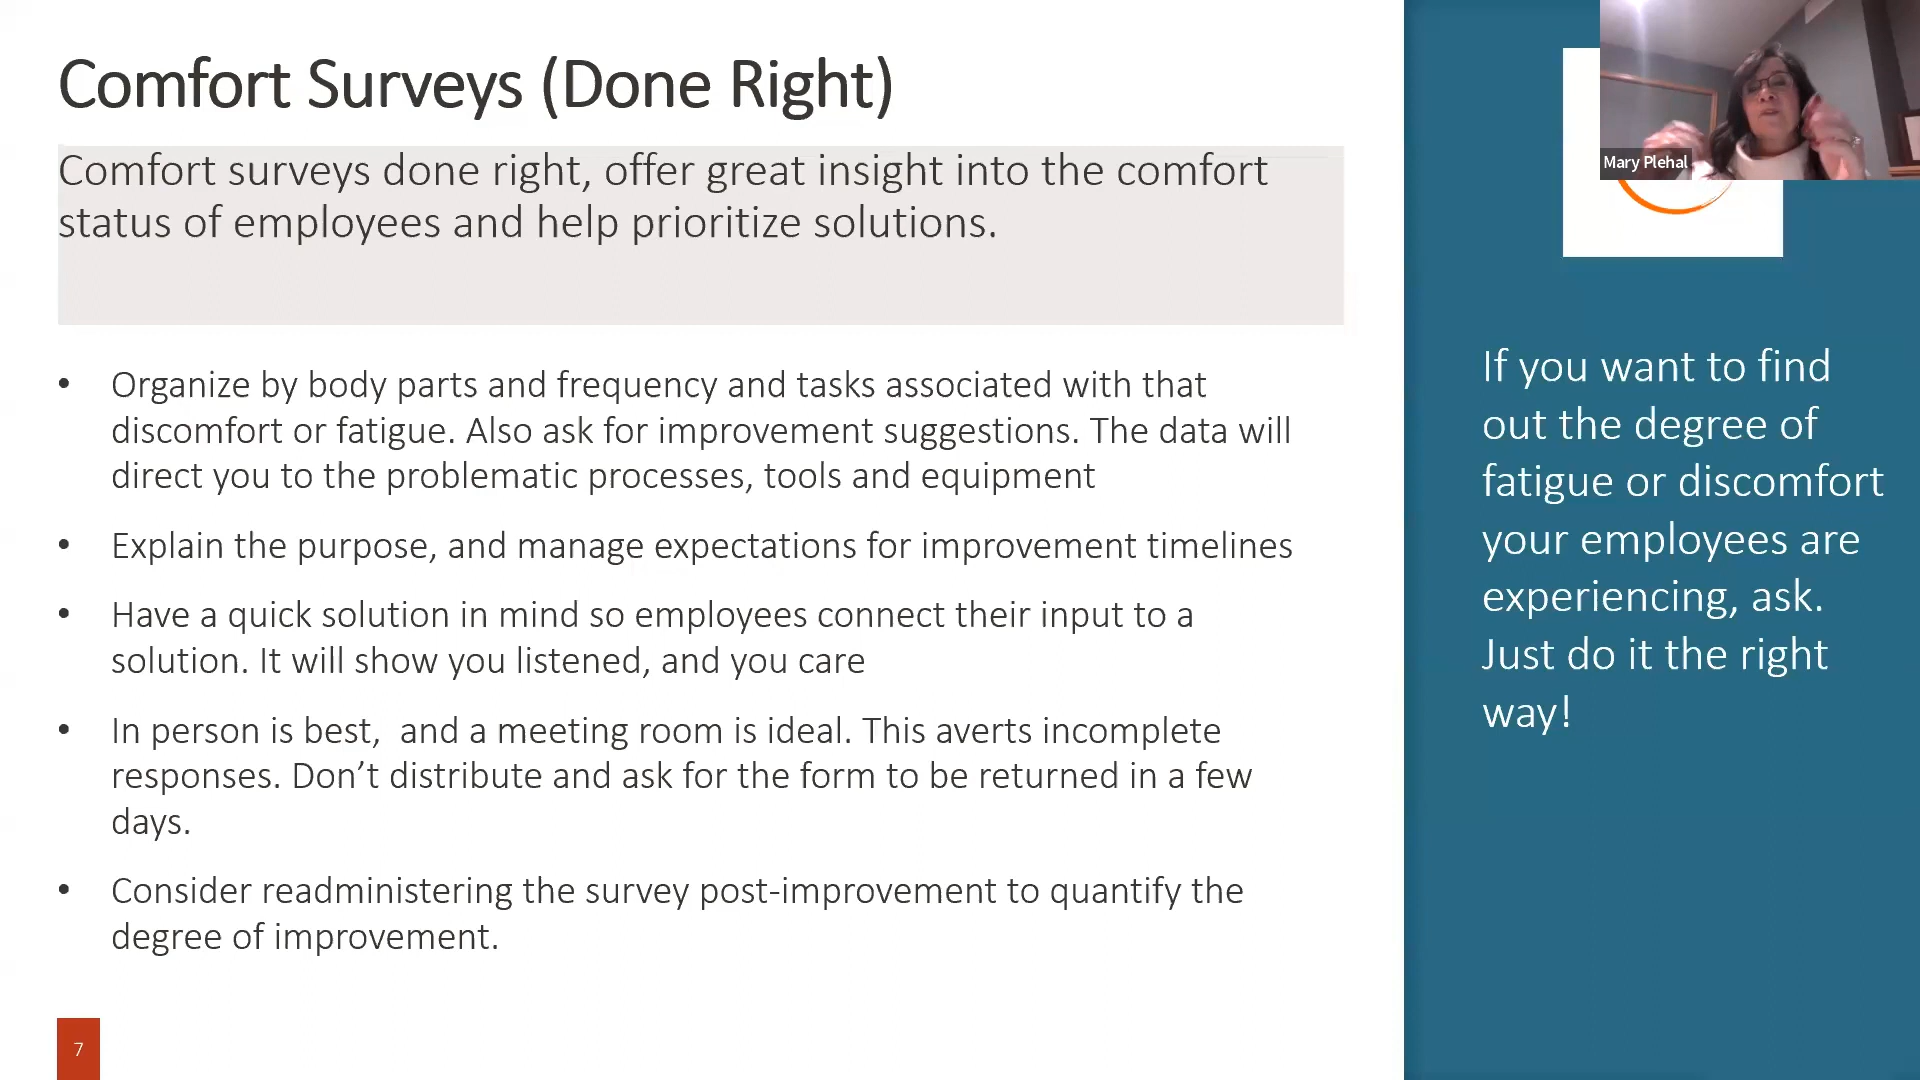 Comfort Surveys (Done Right)
Comfort surveys done right, offer great insight into the comfort
status of employees and help prioritize solutions.
• Organize by body parts and frequency and tasks associated with that
discomfort or fatigue. Also ask for improvement suggestions. The data will
direct you to the problematic processes, tools and equipment
• Explain the purpose, and manage expectations for improvement timelines
• Have a quick solution in mind so employees connect their input to a
solution. It will show you listened, and you care
• In person is best,  and a meeting room is ideal. This averts incomplete
responses. Don’t distribute and ask for the form to be returned in a few
days.
• Consider readministering the survey post-improvement to quantify the
degree of improvement.
7
Mary Plehal
If you want to find
out the degree of
fatigue or discomfort
your employees are
experiencing, ask.
Just do it the right
way!